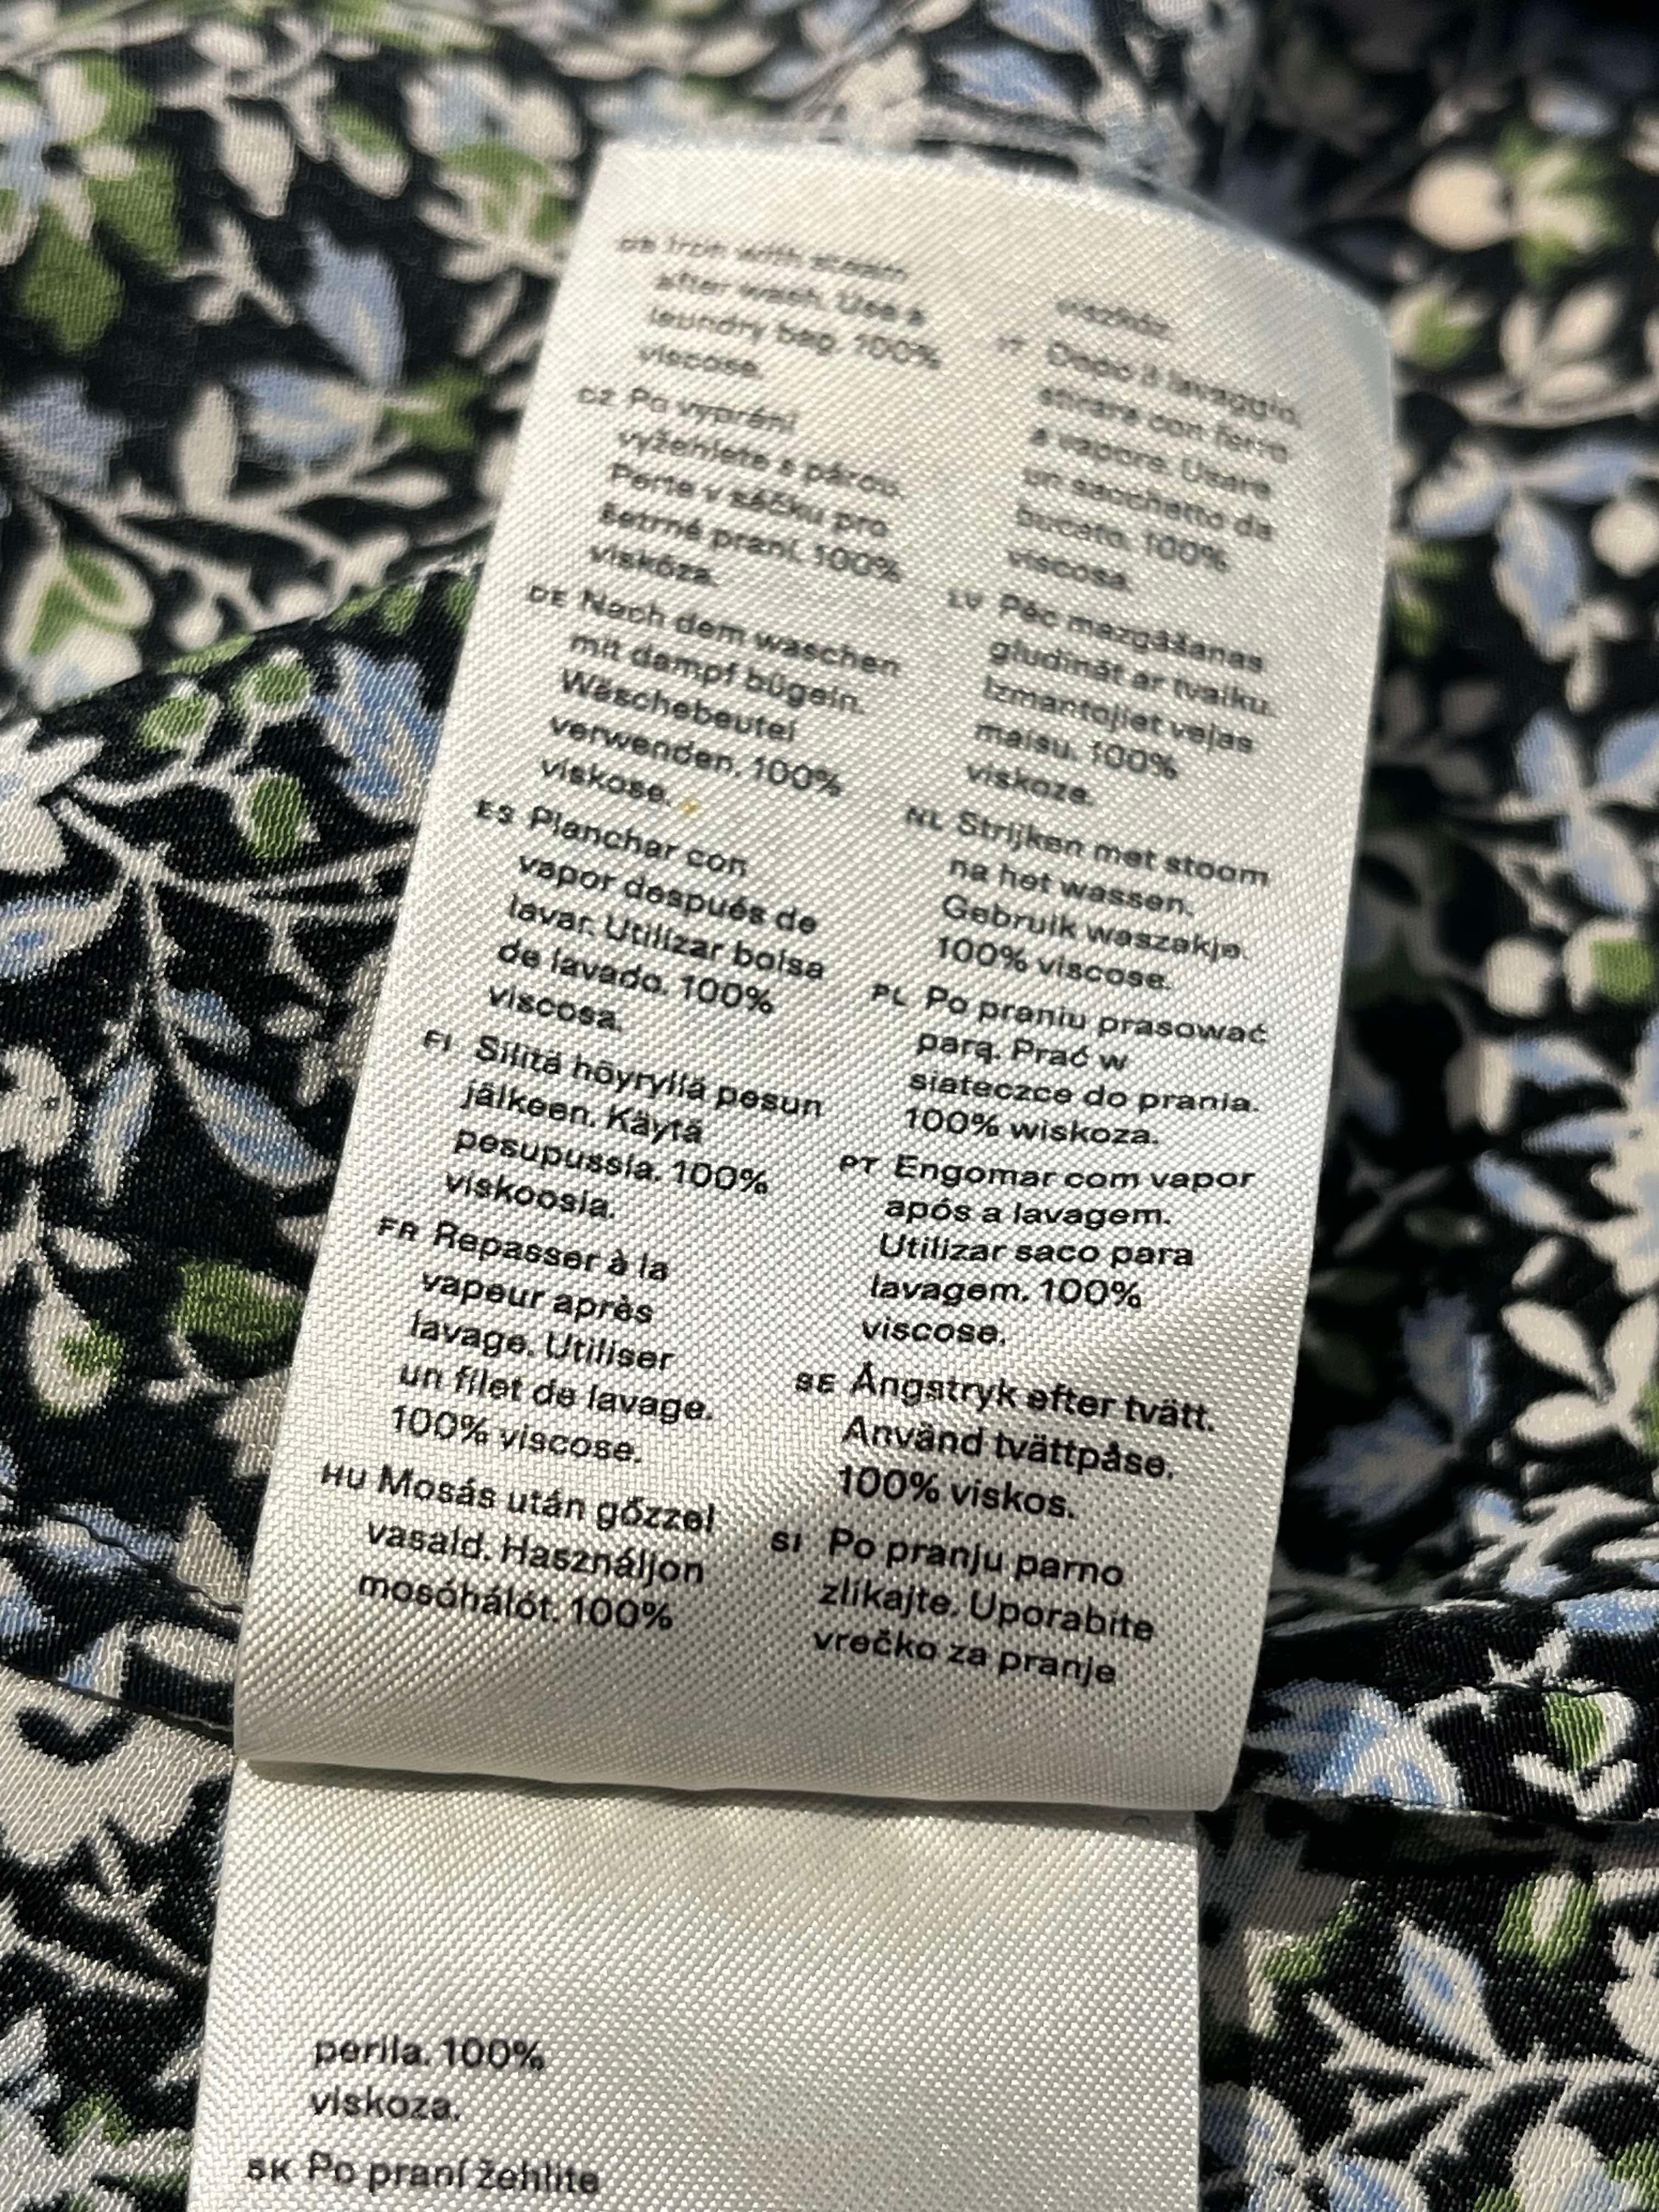 GB Iron with steam
after wash. Use a
laundry bag. 100%
viscose.
CZ Po vyprání
vyžehlete s párou.
Perte v sáčku pro
šetrné praní. 100%
viskóza.
DE Nach dem waschen
mit dampf bügeln.
Wäschebeutel
verwenden. 100%
viskose.
ES Planchar con
vapor después de
lavar. Utilizar bolsa
de lavado. 100%
viscosa.
FI Silitä höyryllä pesun
jälkeen. Käytä
pesupussia. 100%
viskoosia.
FR Repasser à la
vapeur après
lavage. Utiliser
un filet de lavage.
100% viscose.
HU Mosás után gőzzel
vasald. Használjon
mosóhálót. 100%
viszkóz.
IT Dopo il lavaggio,
stirare con ferro
a vapore. Usare
un sacchetto da
bucato. 100%
viscosa.
LV Pēc mazgāšanas
gludināt ar tvaiku.
Izmantojiet veļas
maisu. 100%
viskoze.
NL Strijken met stoom
na het wassen.
Gebruik waszakje.
100% viscose.
PL Po praniu prasować
parą. Prać w
siateczce do prania.
100% wiskoza.
PT Engomar com vapor
após a lavagem.
Utilizar saco para
lavagem. 100%
viscose.
SE Ångstryk efter tvätt.
Använd tvättpåse.
100% viskos.
SI Po pranju parno
zlikajte. Uporabite
vrečko za pranje
perila. 100%
viskoza.
SK Po praní žehlite